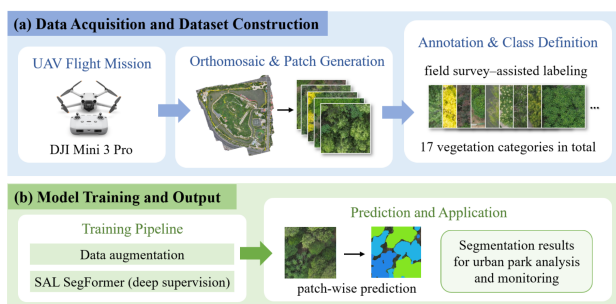 (a) Data Acquisition and Dataset Construction
UAV Flight Mission
DJI Mini 3 Pro
Orthomosaic & Patch Generation
Annotation & Class Definition
field survey–assisted labeling
...
17 vegetation categories in total
(b) Model Training and Output
Training Pipeline
Data augmentation
SAL SegFormer (deep supervision)
Prediction and Application
patch-wise prediction
Segmentation results
for urban park analysis
and monitoring